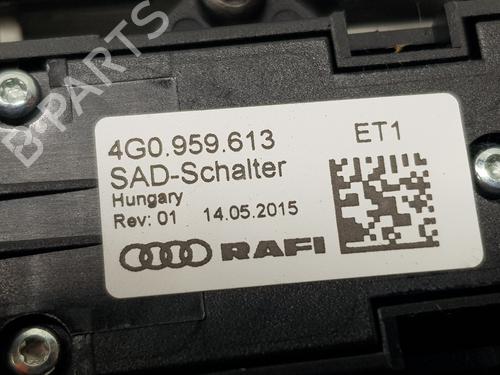 B-PARTS
4G0.959.613 ET1
SAD-Schalter
Hungary
Rev: 01 14.05.2015
RAFI